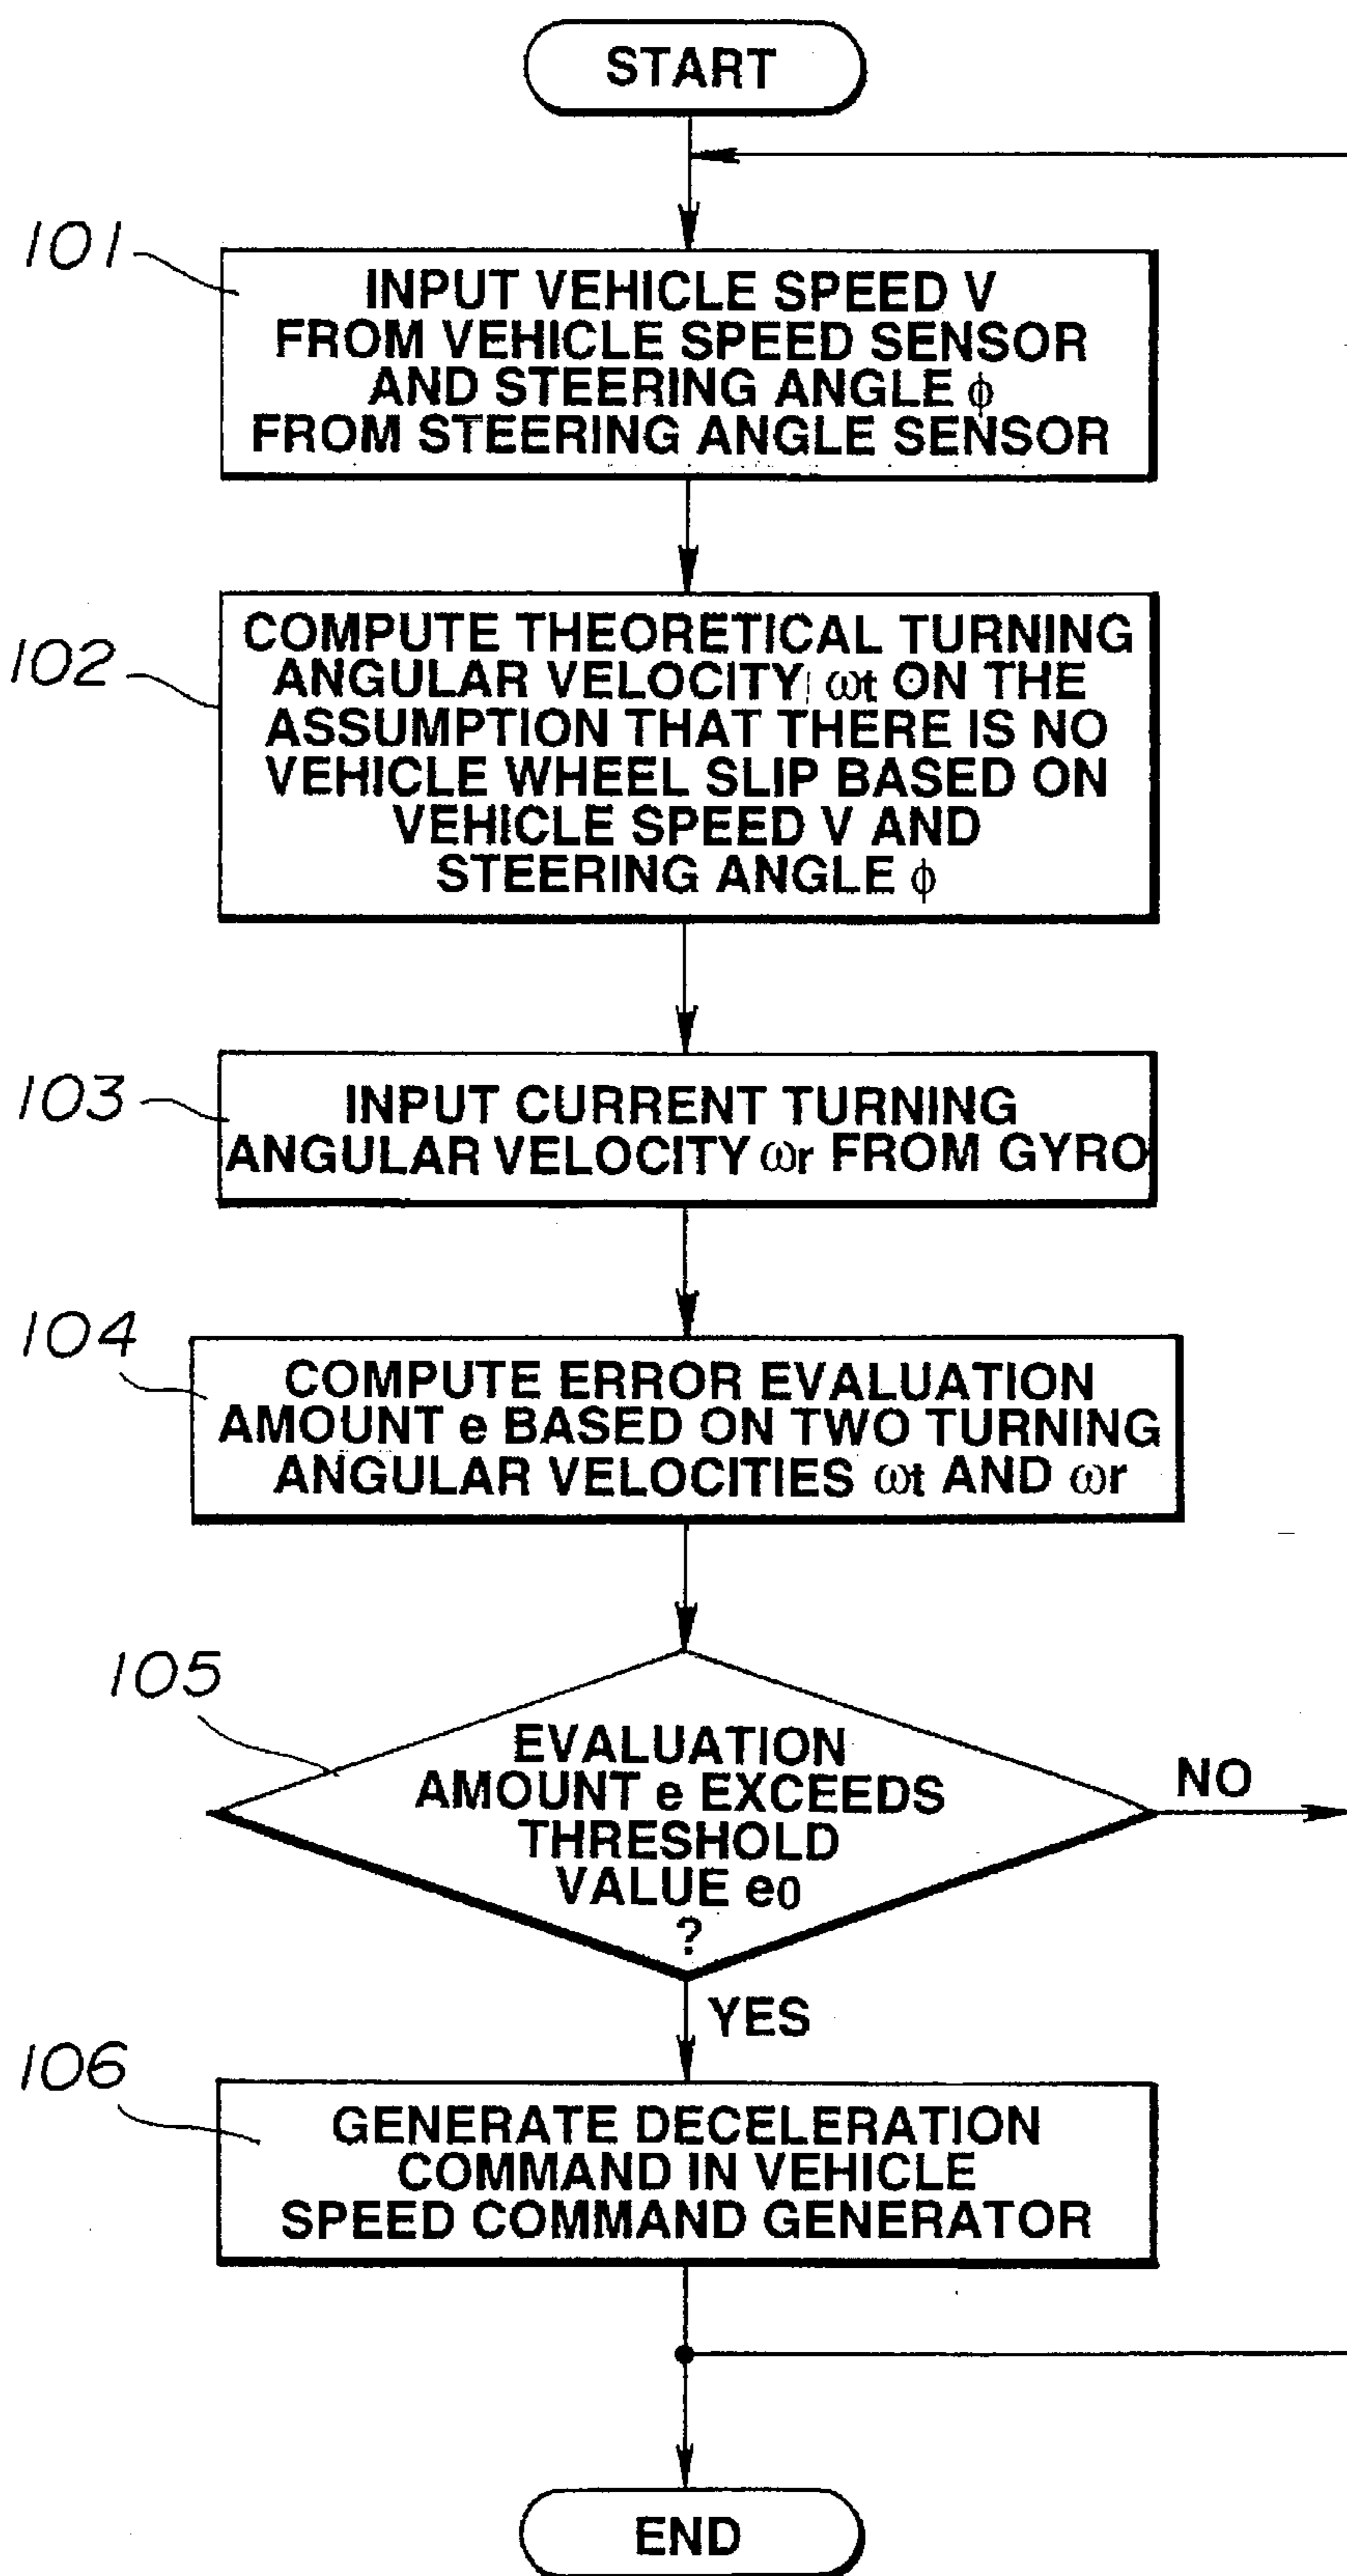 START
101
INPUT VEHICLE SPEED V
FROM VEHICLE SPEED SENSOR
AND STEERING ANGLE ϕ
FROM STEERING ANGLE SENSOR
102
COMPUTE THEORETICAL TURNING
ANGULAR VELOCITY ωt ON THE
ASSUMPTION THAT THERE IS NO
VEHICLE WHEEL SLIP BASED ON
VEHICLE SPEED V AND
STEERING ANGLE ϕ
103
INPUT CURRENT TURNING
ANGULAR VELOCITY ωr FROM GYRO
104
COMPUTE ERROR EVALUATION
AMOUNT e BASED ON TWO TURNING
ANGULAR VELOCITIES ωt AND ωr
105
EVALUATION
AMOUNT e EXCEEDS
THRESHOLD
VALUE e0
?
NO
YES
106
GENERATE DECELERATION
COMMAND IN VEHICLE
SPEED COMMAND GENERATOR
END